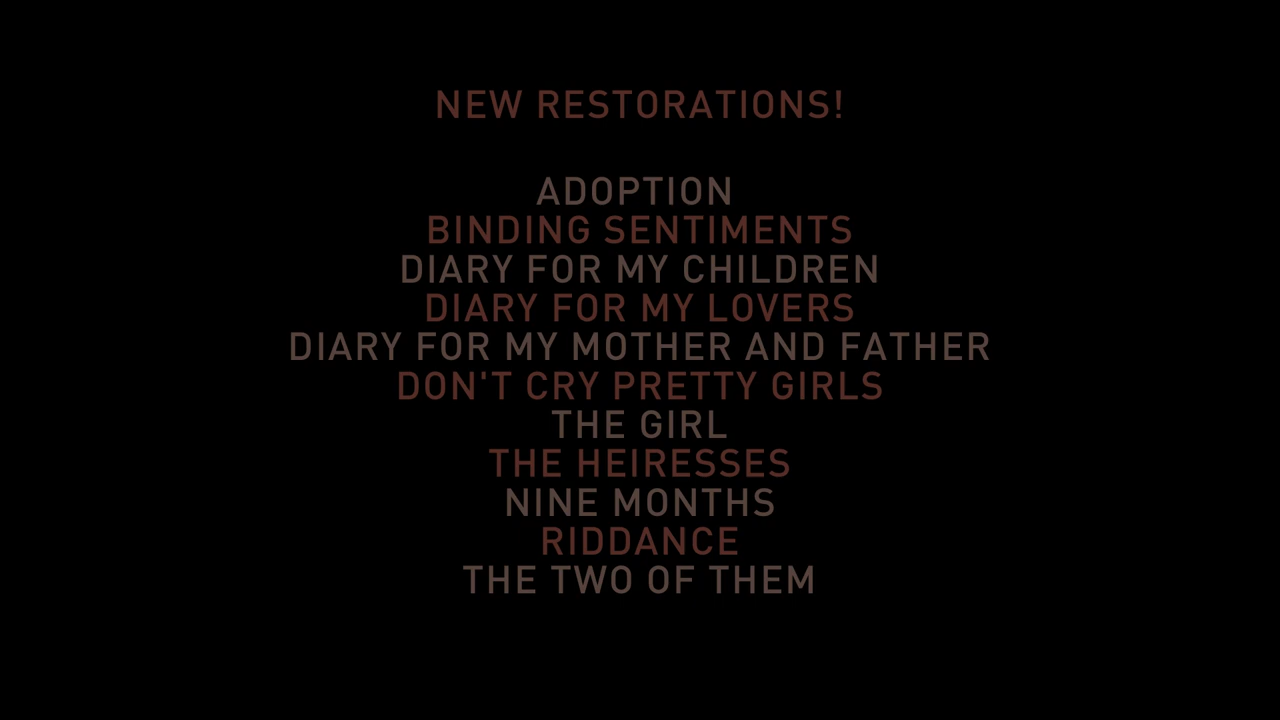 NEW RESTORATIONS!
ADOPTION
BINDING SENTIMENTS
DIARY FOR MY CHILDREN
DIARY FOR MY LOVERS
DIARY FOR MY MOTHER AND FATHER
DON'T CRY PRETTY GIRLS
THE GIRL
THE HEIRESSES
NINE MONTHS
RIDDANCE
THE TWO OF THEM